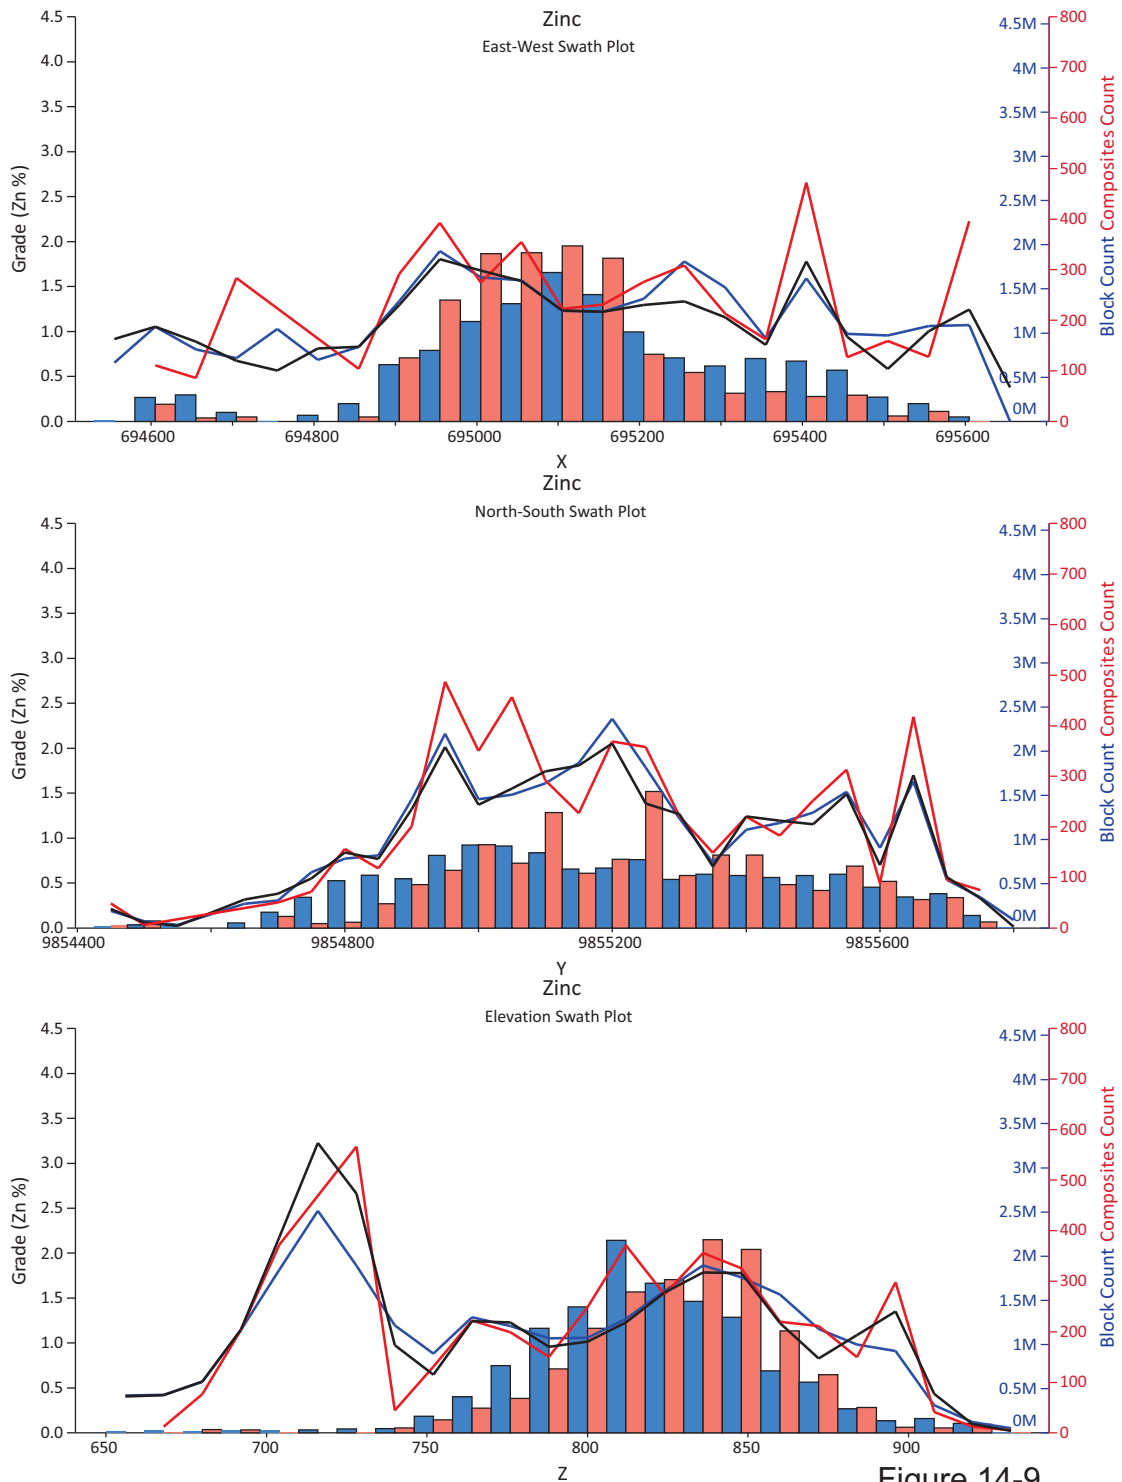 Zinc
East-West Swath Plot
Grade (Zn %)
4.5
4.0
3.5
3.0
2.5
2.0
1.5
1.0
0.5
0.0
694600 694800 695000 695200 695400 695600
X
4.5M
4M
3.5M
3M
2.5M
2M
1.5M
1M
0.5M
0M
Block Count
800
700
600
500
400
300
200
100
0
Composites Count
Zinc
North-South Swath Plot
Grade (Zn %)
4.5
4.0
3.5
3.0
2.5
2.0
1.5
1.0
0.5
0.0
9854400 9854800 9855200 9855600
Y
4.5M
4M
3.5M
3M
2.5M
2M
1.5M
1M
0.5M
0M
Block Count
800
700
600
500
400
300
200
100
0
Composites Count
Zinc
Elevation Swath Plot
Grade (Zn %)
4.5
4.0
3.5
3.0
2.5
2.0
1.5
1.0
0.5
0.0
650 700 750 800 850 900
Z
4.5M
4M
3.5M
3M
2.5M
2M
1.5M
1M
0.5M
0M
Block Count
800
700
600
500
400
300
200
100
0
Composites Count
Figure 14-9